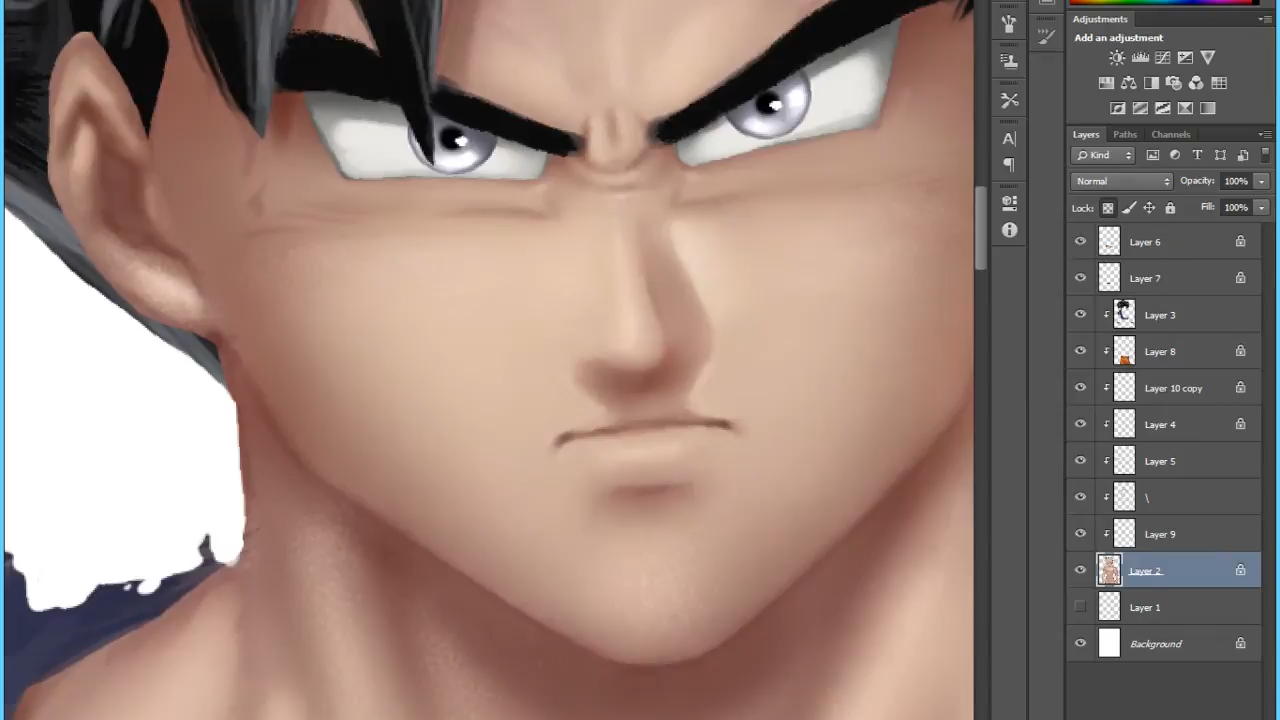 Adjustments
Add an adjustment
Layers Paths Channels
Kind
Normal Opacity: 100%
Lock: Fill: 100%
Layer 6
Layer 7
Layer 3
Layer 8
Layer 10 copy
Layer 4
Layer 5
\
Layer 9
Layer 2
Layer 1
Background